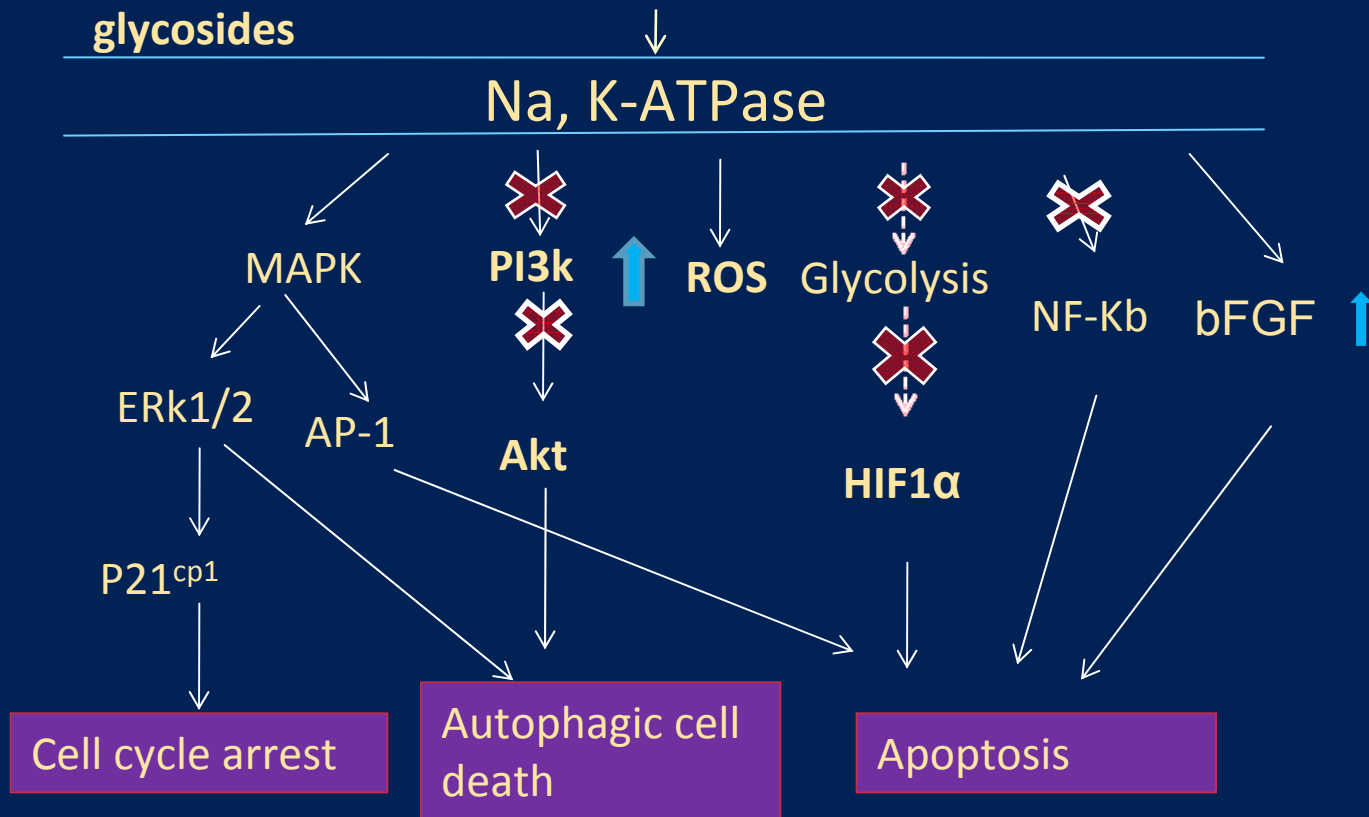 glycosides
Na, K-ATPase
MAPK
PI3k
ROS
Glycolysis
NF-Kb
bFGF
ERk1/2
AP-1
Akt
HIF1α
P21cp1
Cell cycle arrest
Autophagic cell
death
Apoptosis